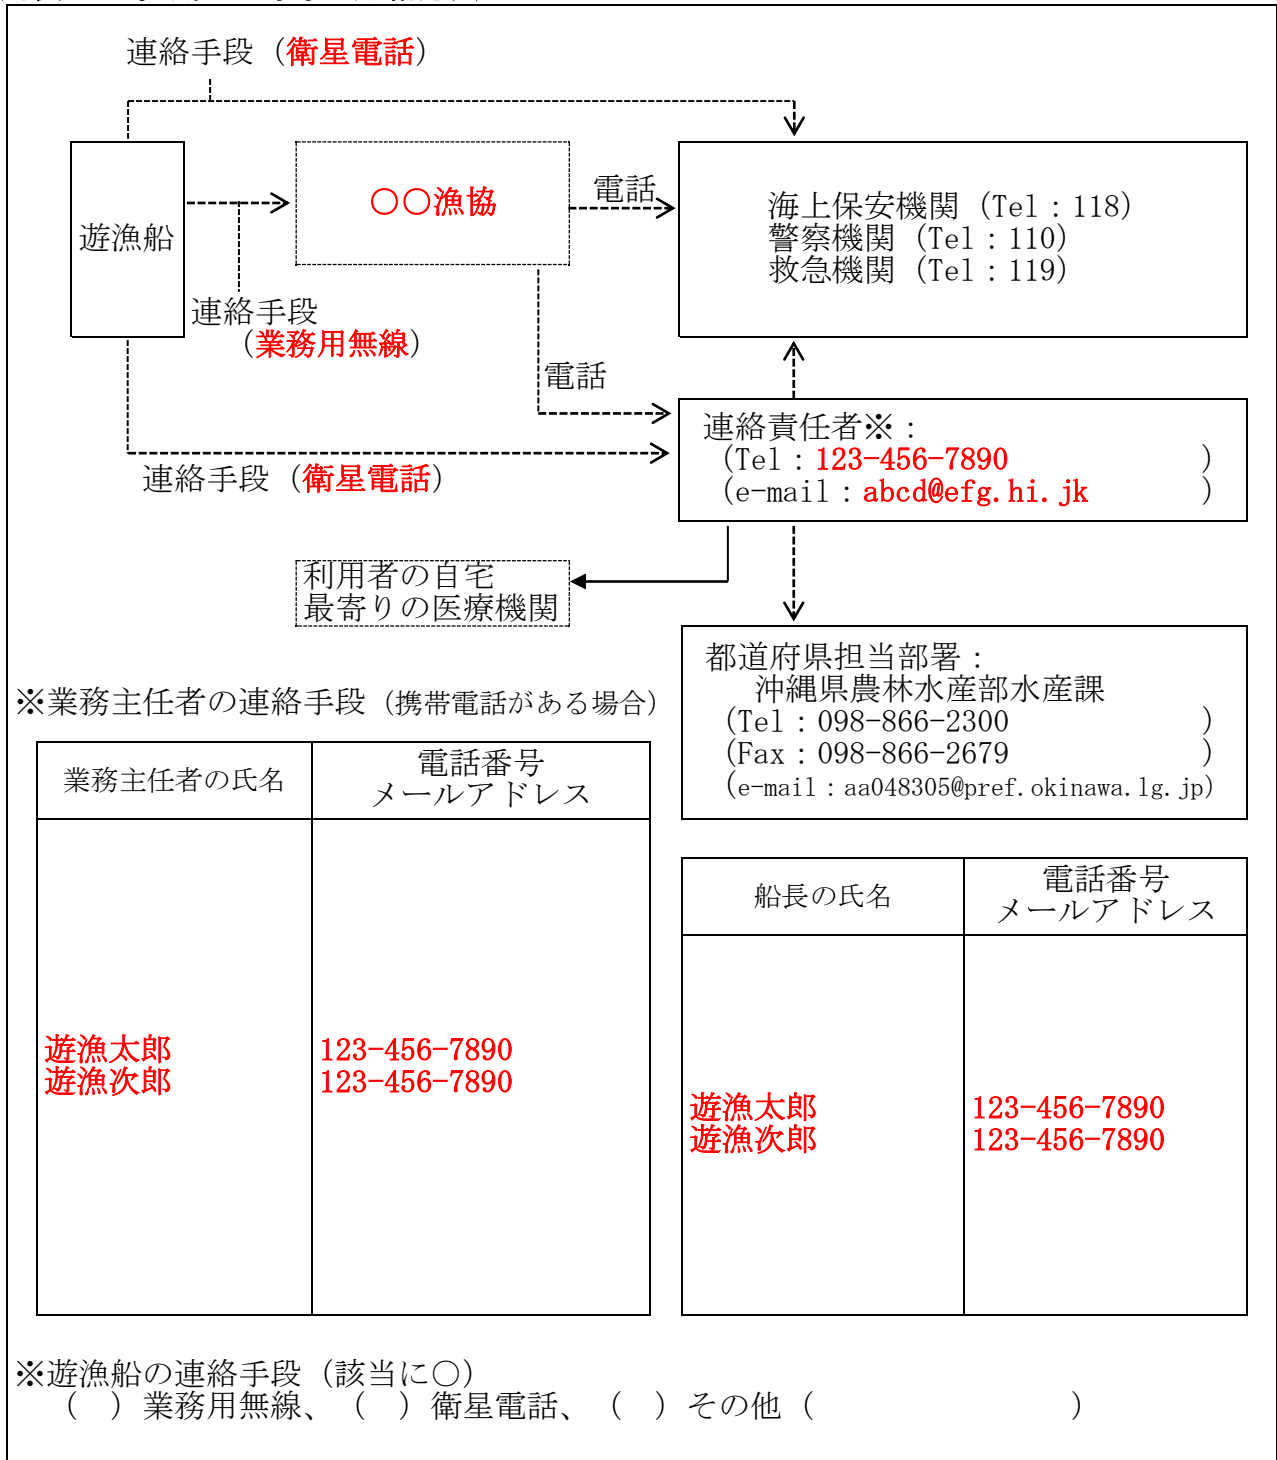 連絡手段（衛星電話）
遊漁船
○○漁協
電話
海上保安機関（Tel：118）
警察機関（Tel：110）
救急機関（Tel：119）
連絡手段
（業務用無線）
電話
連絡責任者※：
（Tel：123-456-7890　　　　　　）
（e-mail：abcd@efg.hi.jk　　　）
連絡手段（衛星電話）
利用者の自宅
最寄りの医療機関
都道府県担当部署：
沖縄県農林水産部水産課
（Tel：098-866-2300　　　　　　）
（Fax：098-866-2679　　　　　　）
（e-mail：aa048305@pref.okinawa.lg.jp）
※業務主任者の連絡手段（携帯電話がある場合）
業務主任者の氏名
電話番号
メールアドレス
遊漁太郎　123-456-7890
遊漁次郎　123-456-7890
船長の氏名
電話番号
メールアドレス
遊漁太郎　123-456-7890
遊漁次郎　123-456-7890
※遊漁船の連絡手段（該当に○）
（　）業務用無線、（　）衛星電話、（　）その他（　　　　　　　　）